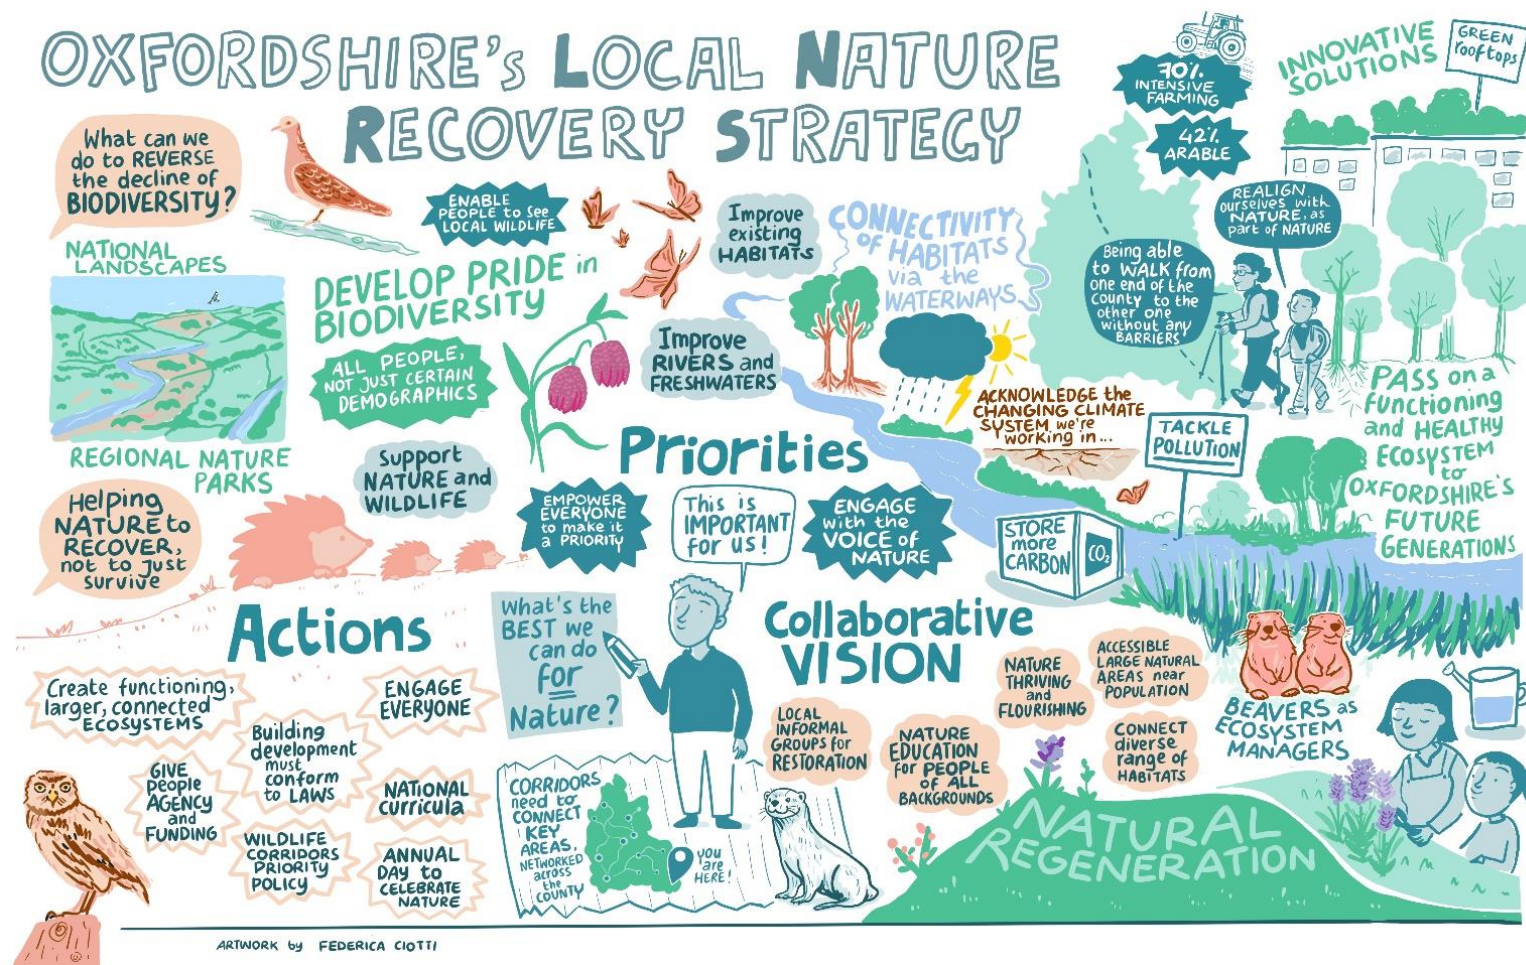 OXFORDSHIRE's LOCAL NATURE
RECOVERY STRATEGY
What can we
do to REVERSE
the decline of
BIODIVERSITY?
ENABLE
PEOPLE to See
LOCAL WILDLIFE
NATIONAL
LANDSCAPES
REGIONAL NATURE
PARKS
DEVELOP PRIDE in
BIODIVERSITY
ALL PEOPLE,
NOT JUST CERTAIN
DEMOGRAPHICS
Support
NATURE and
WILDLIFE
Helping
NATURE to
RECOVER,
not to just
survive
Improve
existing
HABITATS
Improve
RIVERS and
FRESHWATERS
CONNECTIVITY
of HABITATS
via the
WATERWAYS
70%
INTENSIVE
FARMING
42%
ARABLE
INNOVATIVE
SOLUTIONS
GREEN
rooftops
REALIGN
ourselves with
NATURE, as
part of NATURE
Being able
to WALK from
one end of the
county to the
other one
without any
BARRIERS
ACKNOWLEDGE the
CHANGING CLIMATE
SYSTEM we're
working in...
TACKLE
POLLUTION
PASS on a
functioning
and HEALTHY
ECOSYSTEM
to
OXFORDSHIRE'S
FUTURE
GENERATIONS
Priorities
EMPOWER
EVERYONE
to make it
a PRIORITY
This is
IMPORTANT
for us!
ENGAGE
with the
VOICE of
NATURE
STORE
more
CARBON
CO2
Actions
Create functioning,
larger, connected
ECOSYSTEMS
ENGAGE
EVERYONE
Building
development
must
conform
to LAWS
GIVE
people
AGENCY
and
FUNDING
NATIONAL
curricula
WILDLIFE
CORRIDORS
PRIORITY
POLICY
ANNUAL
DAY to
CELEBRATE
NATURE
What's the
BEST we
can do
for
Nature?
CORRIDORS
need to
CONNECT
KEY
AREAS,
NETWORKED
across
the
COUNTY
you
are
HERE!
Collaborative
VISION
LOCAL
INFORMAL
GROUPS for
RESTORATION
NATURE
EDUCATION
for PEOPLE
of ALL
BACKGROUNDS
NATURE
THRIVING
and
FLOURISHING
ACCESSIBLE
LARGE NATURAL
AREAS near
POPULATION
CONNECT
diverse
range of
HABITATS
BEAVERS as
ECOSYSTEM
MANAGERS
NATURAL
REGENERATION
ARTWORK by FEDERICA CIOTTI